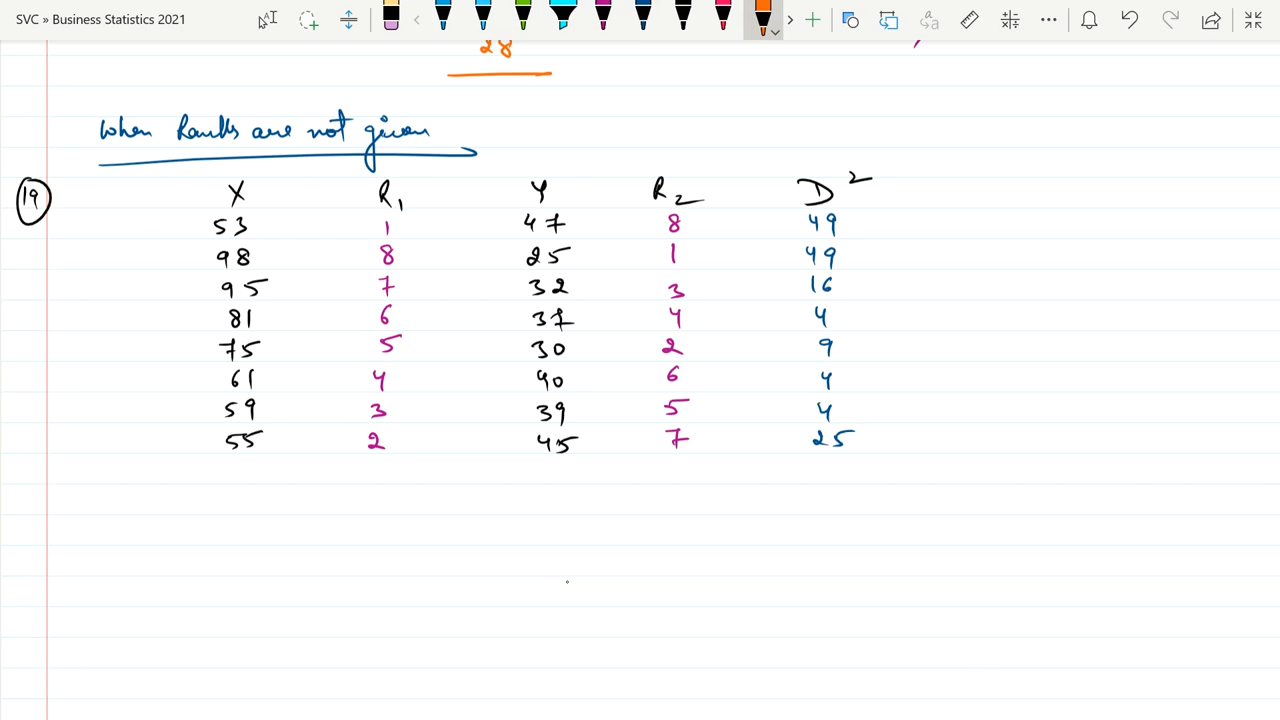 SVC » Business Statistics 2021
28
When Ranks are not given
19 X R1 Y R2 D2
53 1 47 8 49
98 8 25 1 49
95 7 32 3 16
81 6 37 4 4
75 5 30 2 9
61 4 40 6 4
59 3 39 5 4
55 2 45 7 25